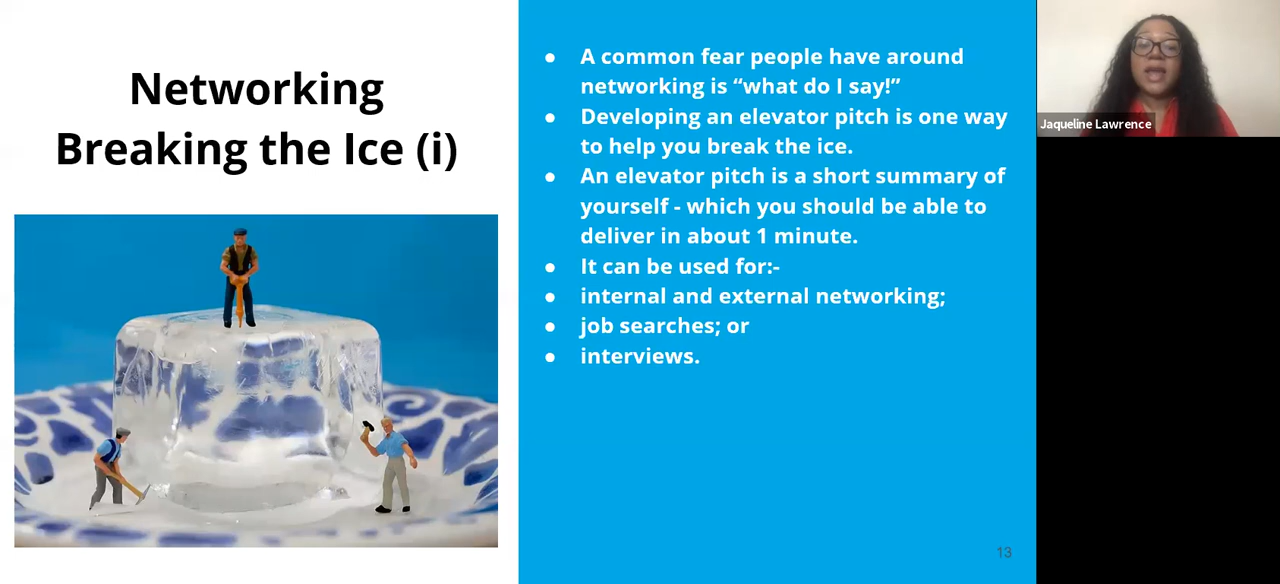 Networking
Breaking the Ice (i)
● A common fear people have around
networking is “what do I say!”
● Developing an elevator pitch is one way
to help you break the ice.
● An elevator pitch is a short summary of
yourself - which you should be able to
deliver in about 1 minute.
● It can be used for:-
● internal and external networking;
● job searches; or
● interviews.
13
Jaqueline Lawrence